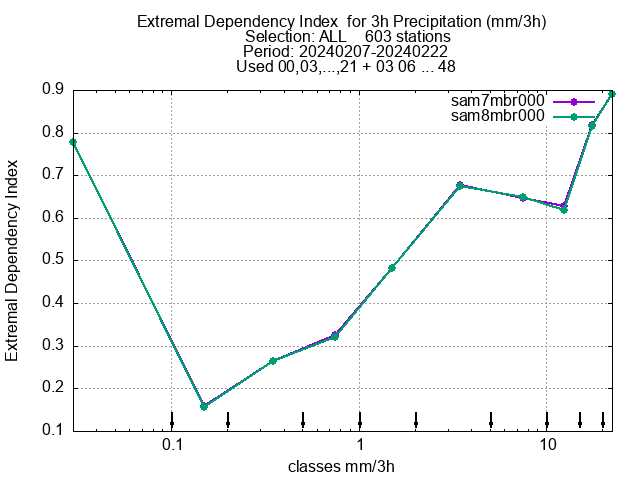 Extremal Dependency Index  for 3h Precipitation (mm/3h)
Selection: ALL    603 stations
Period: 20240207-20240222
Used 00,03,...,21 + 03 06 ... 48
sam7mbr000
sam8mbr000
0.9
0.8
0.7
0.6
0.5
0.4
0.3
0.2
0.1
Extremal Dependency Index
0.1
1
10
classes mm/3h